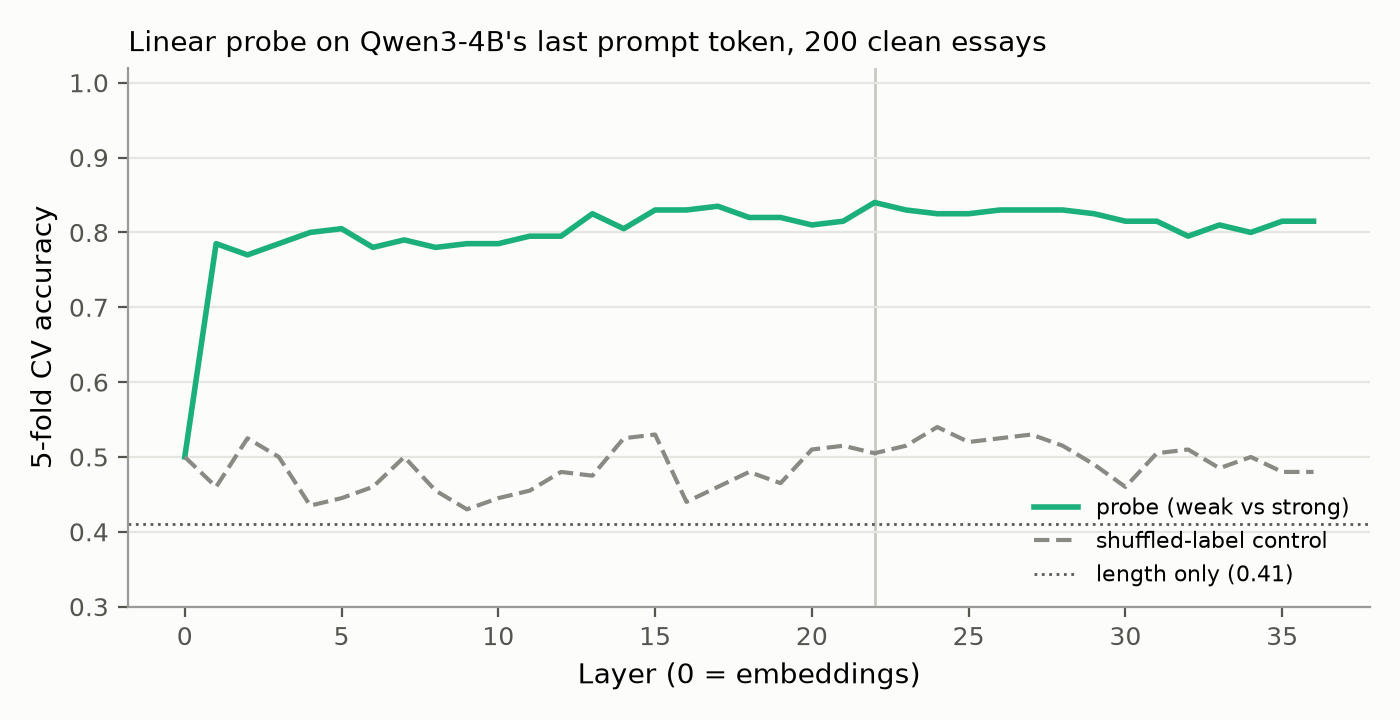 Linear probe on Qwen3-4B's last prompt token, 200 clean essays
1.0
0.9
0.8
0.7
0.6
0.5
0.4
0.3
5-fold CV accuracy
probe (weak vs strong)
shuffled-label control
length only (0.41)
0 5 10 15 20 25 30 35
Layer (0 = embeddings)